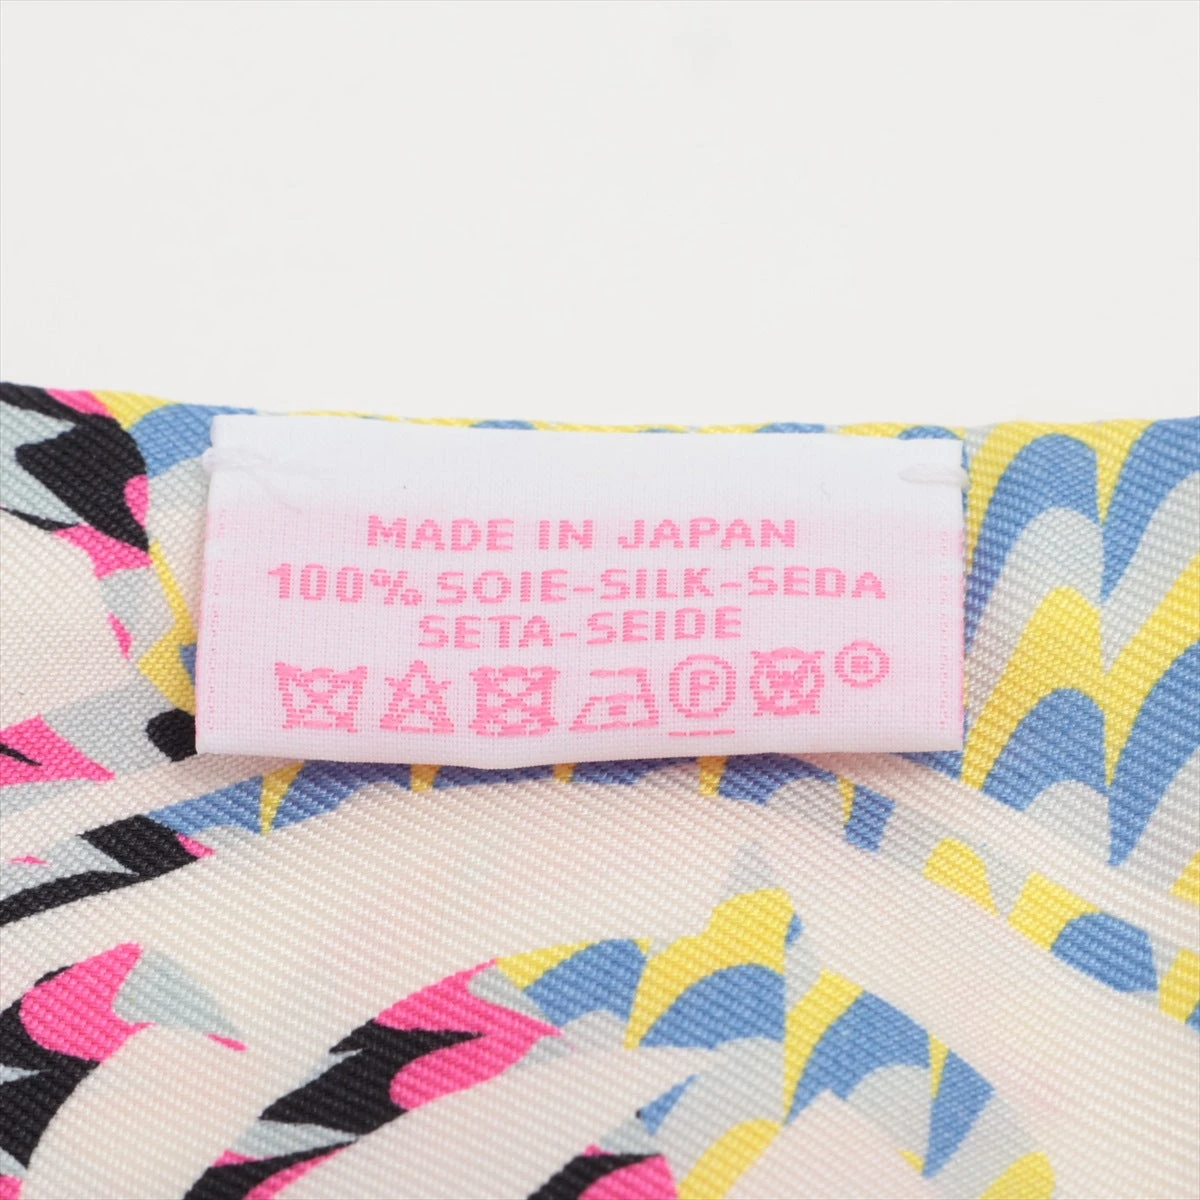 MADE IN JAPAN
100% SOIE-SILK-SEDA
SETA-SEIDE
P W ®